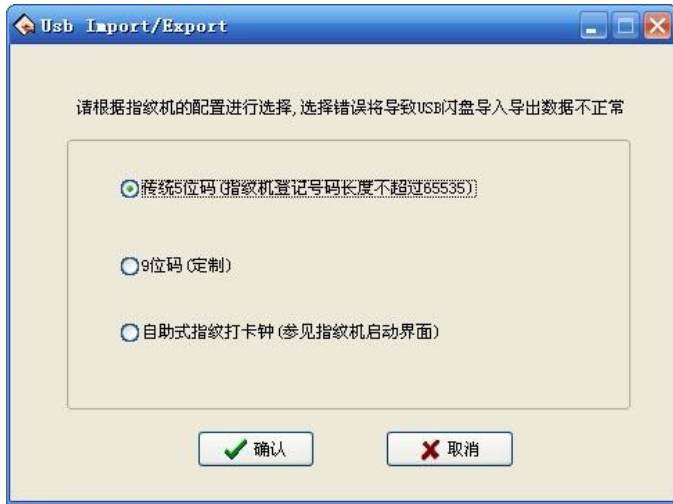 Usb Import/Export
请根据指纹机的配置进行选择,选择错误将导致USB闪盘导入导出数据不正常
传统5位码(指纹机登记号码长度不超过65535)
9位码(定制)
自助式指纹打卡钟(参见指纹机启动界面)
确认
取消